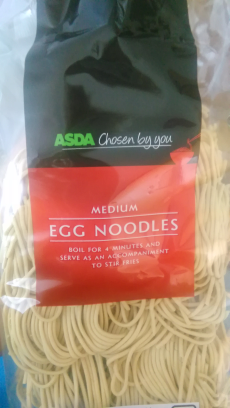 ASDA Chosen by you
MEDIUM
EGG NOODLES
BOIL FOR 4 MINUTES AND
SERVE AS AN ACCOMPANIMENT
TO STIR FRIES